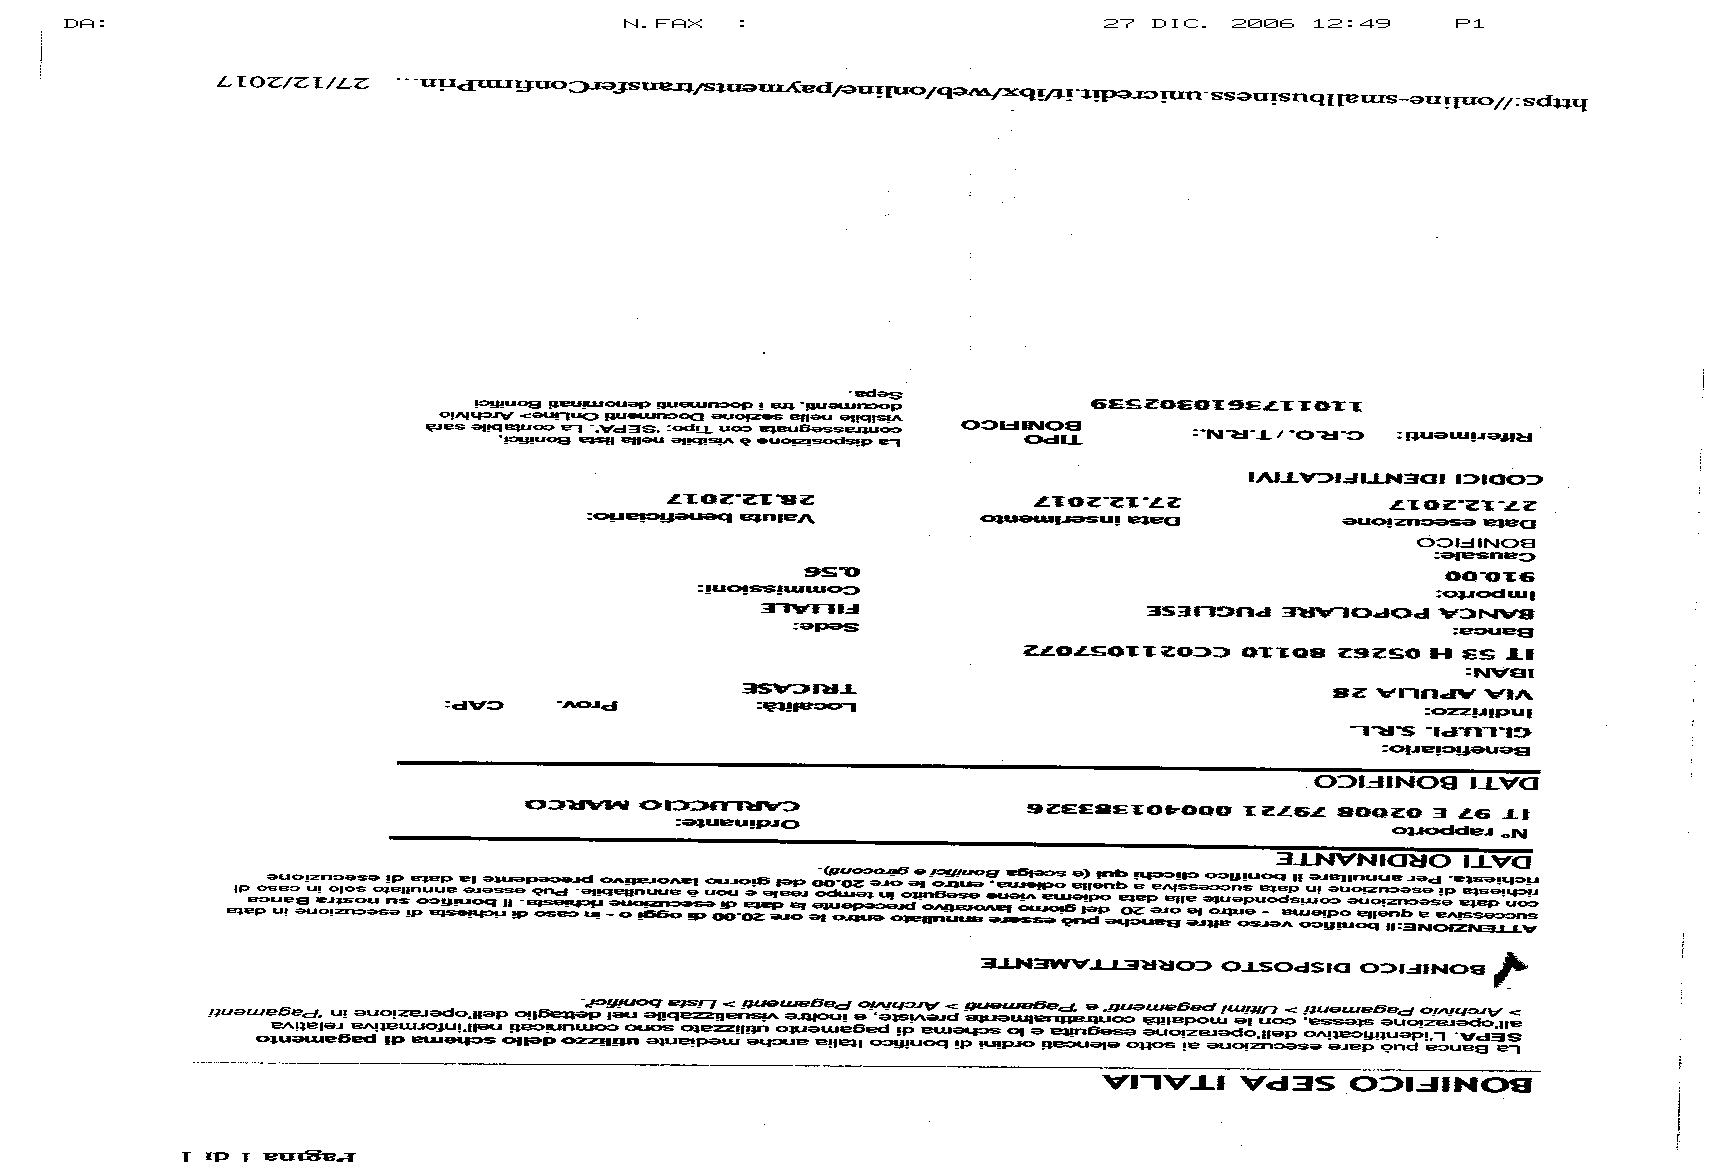 DA: N.FAX : 27 DIC. 2006 12:49 P1
Pagina 1 di 1
BONIFICO SEPA ITALIA
La Banca può dare esecuzione ai sotto elencati ordini di bonifico Italia anche mediante utilizzo dello schema di pagamento
SEPA. L'identificativo dell'operazione eseguita e lo schema di pagamento utilizzato sono comunicati nell'informativa relativa
all'operazione stessa, con le modalità contrattualmente previste, e inoltre visualizzabile nel dettaglio dell'operazione in 'Pagamenti
> Archivio Pagamenti > Ultimi pagamenti' e 'Pagamenti > Archivio Pagamenti > Lista bonifici'.
BONIFICO DISPOSTO CORRETTAMENTE
ATTENZIONE:Il bonifico verso altre Banche può essere annullato entro le ore 20.00 di oggi o - in caso di richiesta di esecuzione in data
successiva a quella odierna - entro le ore 20 del giorno lavorativo precedente la data di esecuzione richiesta. Il bonifico su nostra Banca
con data esecuzione corrispondente alla data odierna viene eseguito in tempo reale e non è annullabile. Può essere annullato solo in caso di
richiesta di esecuzione in data successiva a quella odierna, entro le ore 20.00 del giorno lavorativo precedente la data di esecuzione
richiesta. Per annullare il bonifico clicchi qui (e scelga Bonifici e giroconti).
DATI ORDINANTE
N° rapporto Ordinante:
IT 97 E 02008 79721 000401383326 CARLUCCIO MARCO
DATI BONIFICO
Beneficiario:
GI.LU.PI. S.R.L.
Indirizzo: Località: Prov. CAP:
VIA APULIA 28 TRICASE
IBAN:
IT 53 H 05262 80110 CC0211057072
Banca: Sede:
BANCA POPOLARE PUGLIESE FILIALE
Importo: Commissioni:
910.00 0.56
Causale:
BONIFICO
Data esecuzione Data inserimento Valuta beneficiario:
27.12.2017 27.12.2017 28.12.2017
CODICI IDENTIFICATIVI
Riferimenti: C.R.O./T.R.N.: TIPO BONIFICO
1101173610302539
La disposizione è visibile nella lista Bonifici,
contrassegnata con Tipo: 'SEPA'. La contabile sarà
visibile nella sezione Documenti OnLine> Archivio
documenti, tra i documenti denominati Bonifici
Sepa.
https://online-smallbusiness.unicredit.it/ibx/web/online/payments/transferConfirmPrin... 27/12/2017